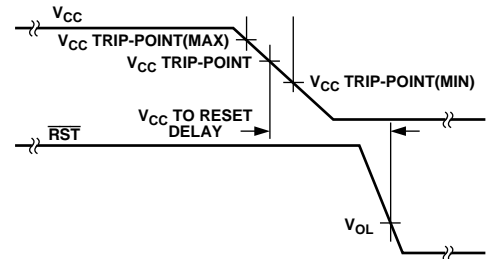 VCC
VCC TRIP-POINT(MAX)
VCC TRIP-POINT
VCC TRIP-POINT(MIN)
VCC TO RESET
DELAY
RST
VOL